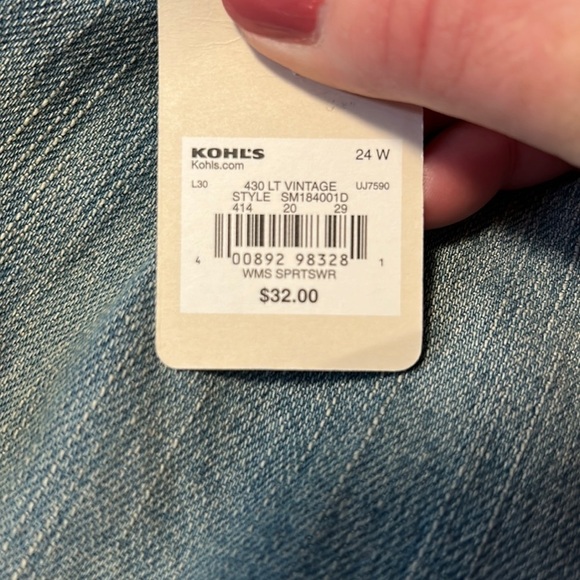 KOHL'S 24 W
Kohls.com
L30 430 LT VINTAGE UJ7590
STYLE SM184001D
414 20 29
4 00892 98328 1
WMS SPRTSWR
$32.00